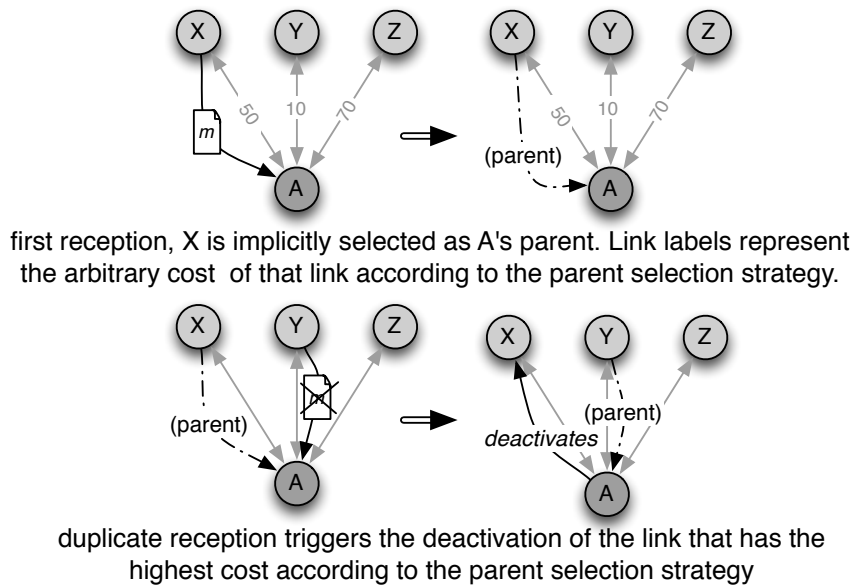 X Y Z X Y Z
50 10 70 50 10 70
m
(parent)
A A
first reception, X is implicitly selected as A's parent. Link labels represent
the arbitrary cost of that link according to the parent selection strategy.
X Y Z X Y Z
m
(parent) (parent)
deactivates
A A
duplicate reception triggers the deactivation of the link that has the
highest cost according to the parent selection strategy